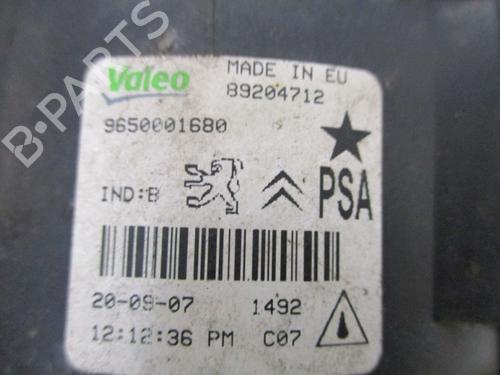 B-PARTS
Valeo
MADE IN EU
89204712
9650001680
IND:B
PSA
20-09-07 1492
12:12:36 PM C07